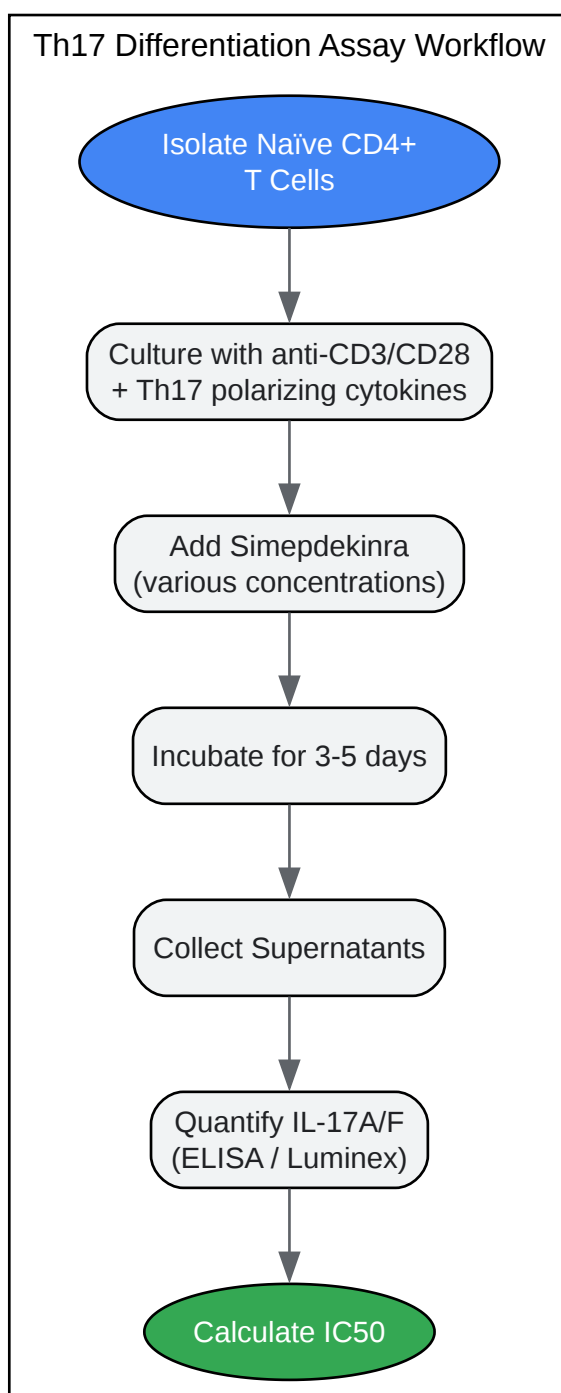 Th17 Differentiation Assay Workflow
Isolate Naïve CD4+
T Cells
Culture with anti-CD3/CD28
+ Th17 polarizing cytokines
Add Simepdekinra
(various concentrations)
Incubate for 3-5 days
Collect Supernatants
Quantify IL-17A/F
(ELISA / Luminex)
Calculate IC50